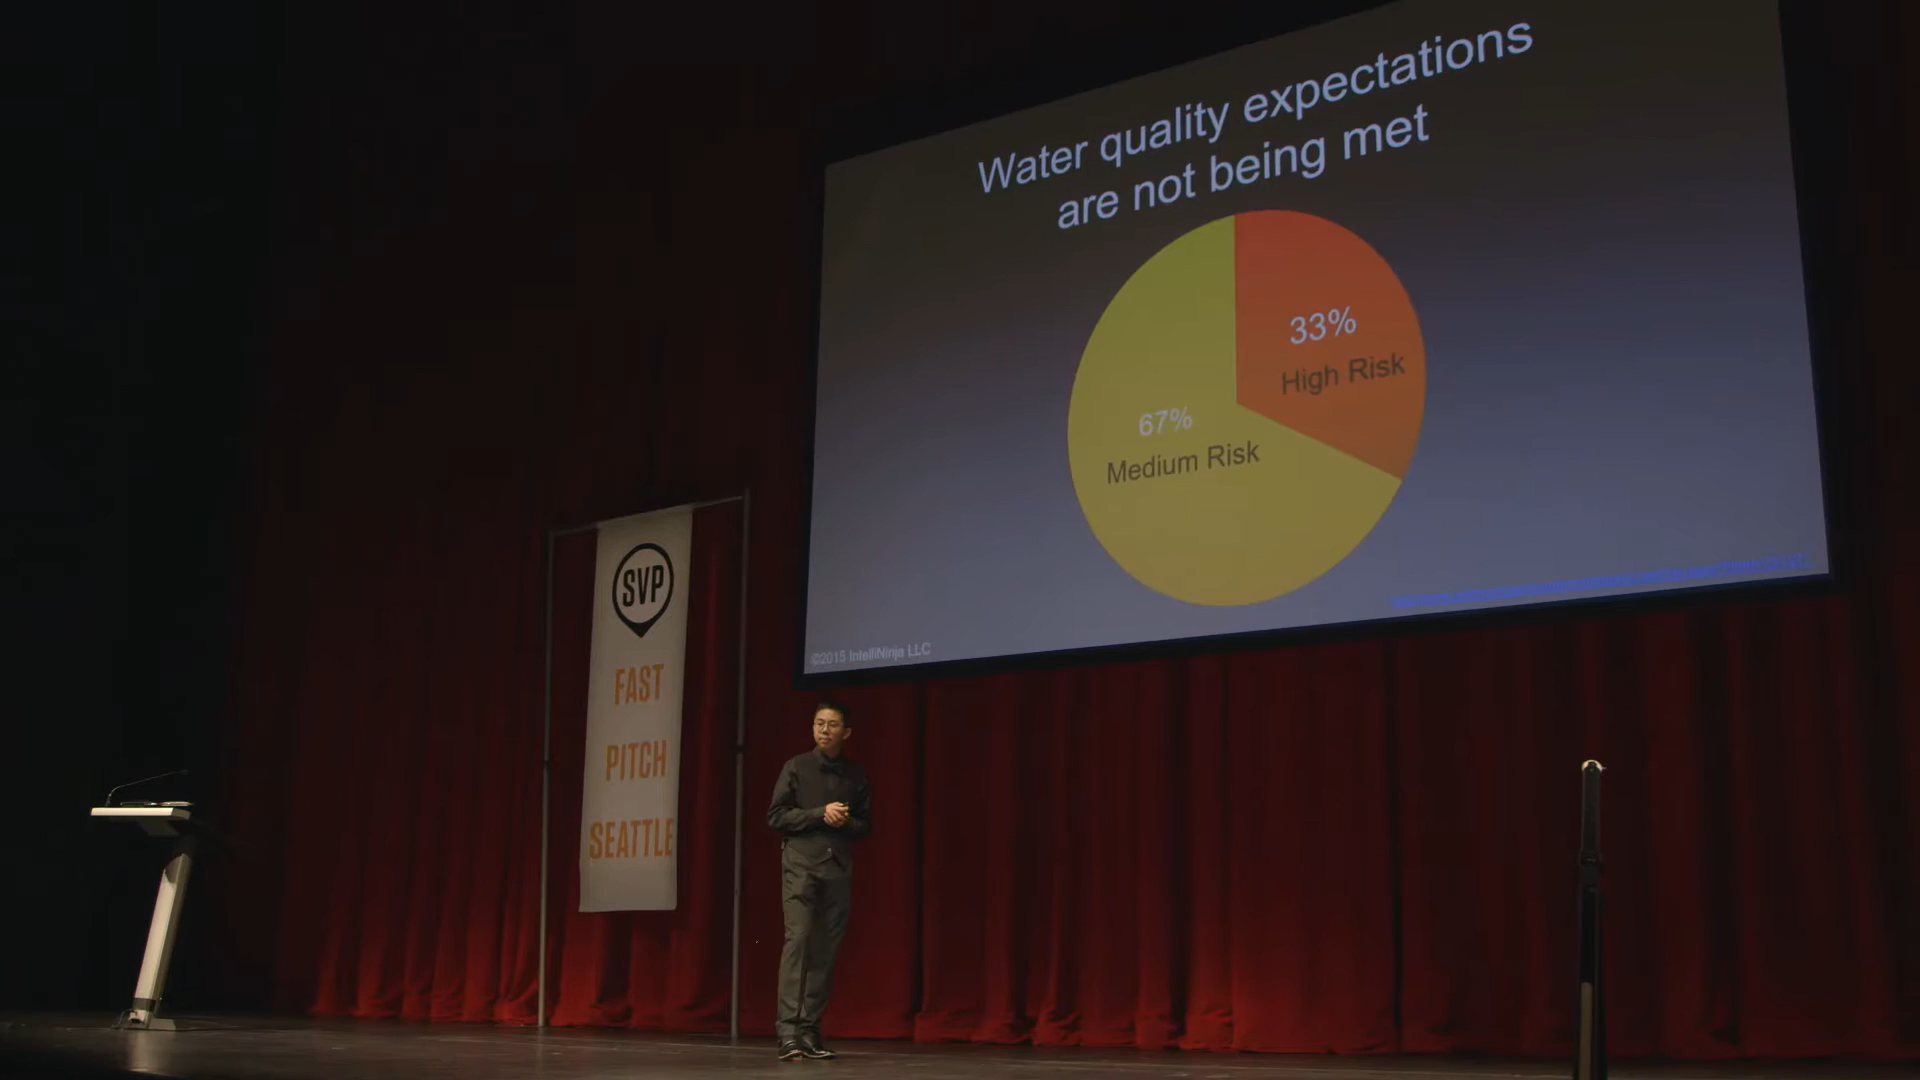 Water quality expectations
are not being met
33%
High Risk
67%
Medium Risk
©2015 IntelliNinja LLC
SVP
FAST
PITCH
SEATTLE